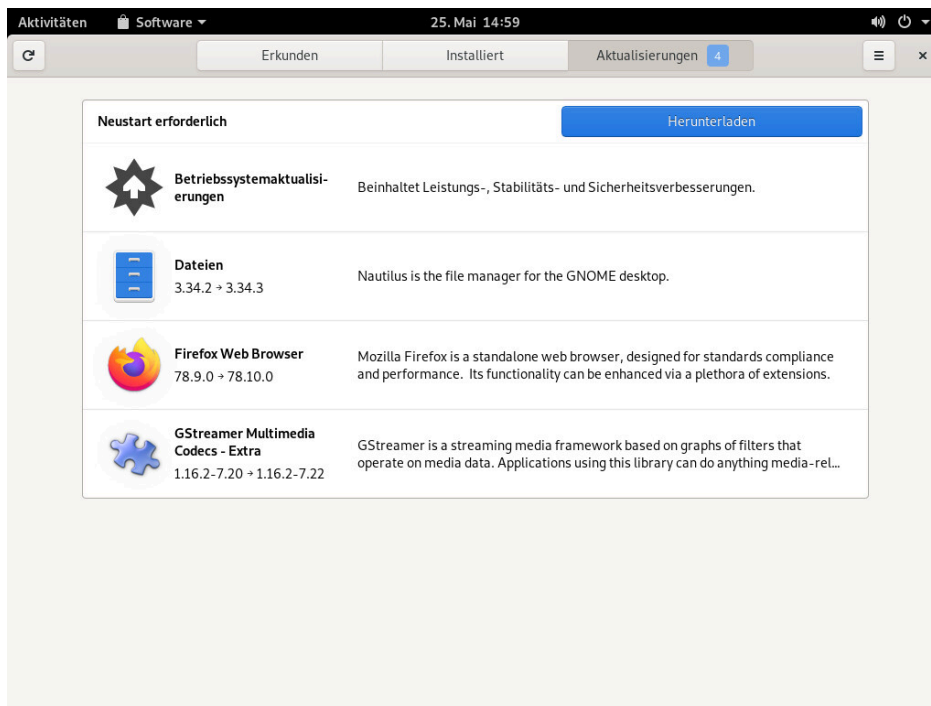 Aktivitäten Software 25. Mai 14:59
Erkunden Installiert Aktualisierungen 4
Neustart erforderlich Herunterladen
Betriebssystemaktualisi-
erungen
Beinhaltet Leistungs-, Stabilitäts- und Sicherheitsverbesserungen.
Dateien
3.34.2 → 3.34.3
Nautilus is the file manager for the GNOME desktop.
Firefox Web Browser
78.9.0 → 78.10.0
Mozilla Firefox is a standalone web browser, designed for standards compliance
and performance. Its functionality can be enhanced via a plethora of extensions.
GStreamer Multimedia
Codecs - Extra
1.16.2-7.20 → 1.16.2-7.22
GStreamer is a streaming media framework based on graphs of filters that
operate on media data. Applications using this library can do anything media-rel...